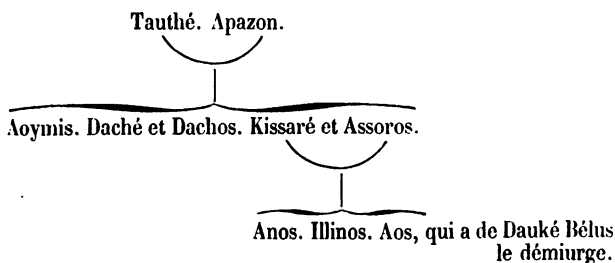 Tauthé. Apazon.
Aoymis. Daché et Dachos. Kissaré et Assoros.
Anos. Illinos. Aos, qui a de Dauké Bélus
le démiurge.